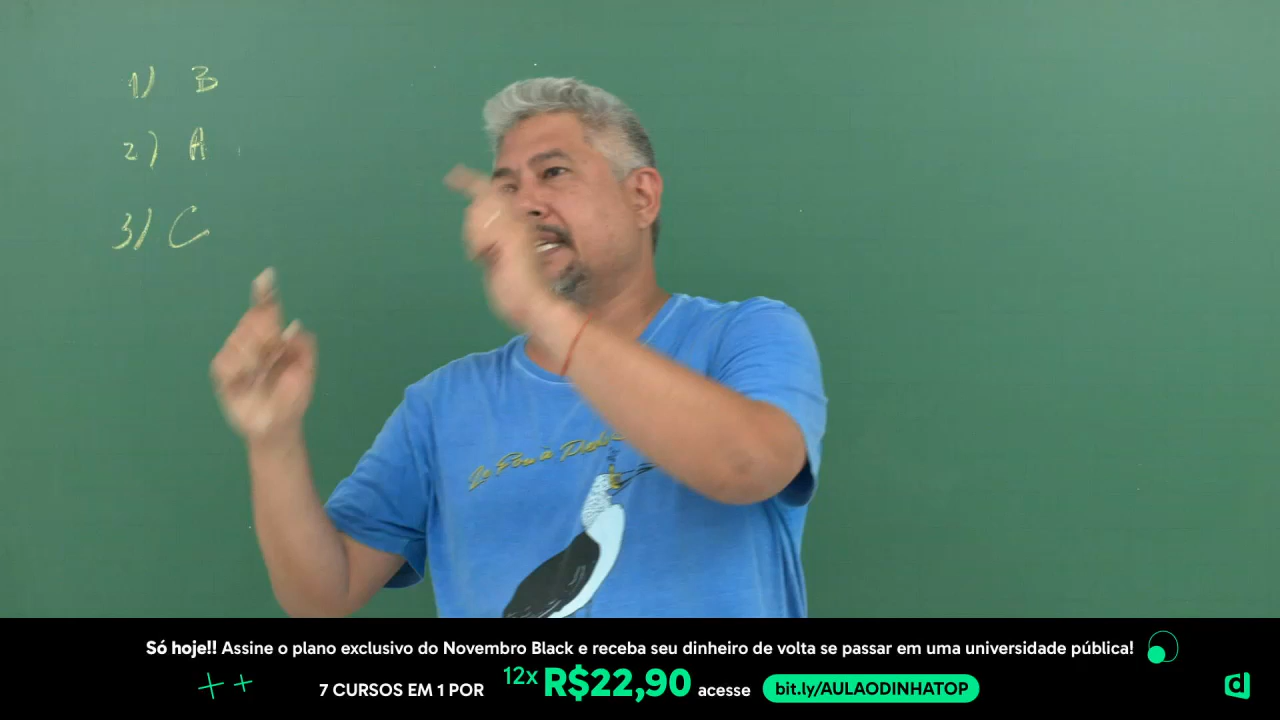 1) B
2) A
3) C
Só hoje!! Assine o plano exclusivo do Novembro Black e receba seu dinheiro de volta se passar em uma universidade pública!
7 CURSOS EM 1 POR 12x R$22,90 acesse bit.ly/AULAODINHATOP
d